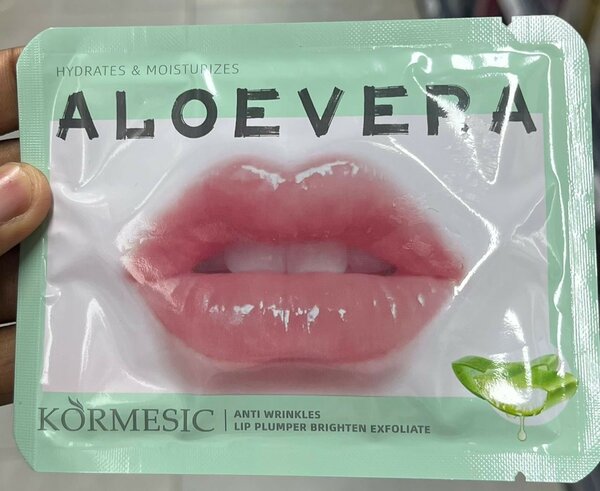 HYDRATES & MOISTURIZES
ALOEVERA
KORMESIC
ANTI WRINKLES
LIP PLUMPER BRIGHTEN EXFOLIATE